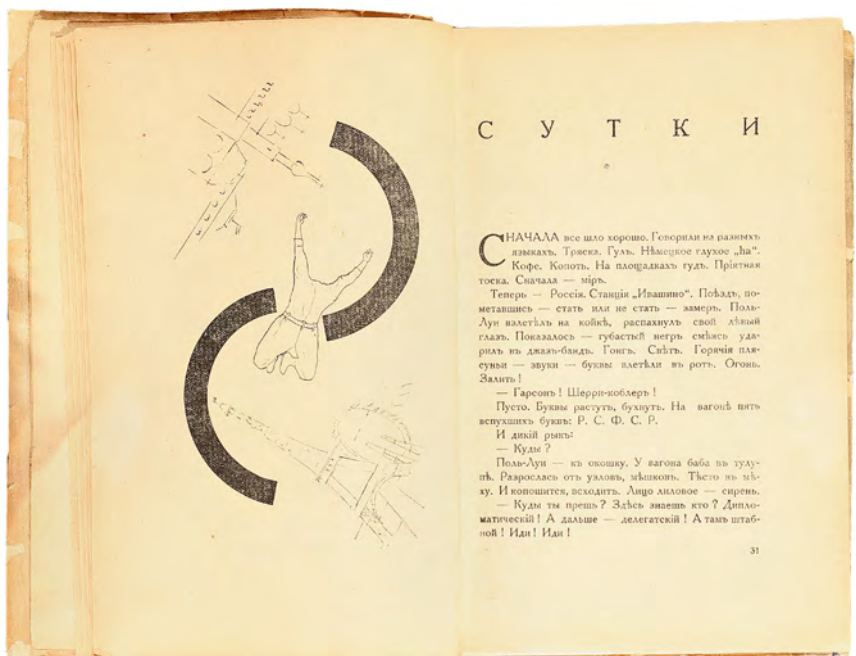 СУТКИ
СНАЧАЛА все шло хорошо. Говорили на разныхъ
языкахъ. Тряска. Гулъ. Нѣмецкое глухое „ha“.
Кофе. Копоть. На площадкахъ гудъ. Пріятная
тоска. Сначала — міръ.
Теперь — Россія. Станція „Ивашино“. Поѣздъ, по-
метавшись — стать или не стать — замеръ. Поль-
Луи взлетѣлъ на койкѣ, распахнулъ свой лѣвый
глазъ. Показалось — губастый негръ смѣясь уда-
рилъ въ джазъ-бандъ. Гонгъ. Свѣтъ. Горячія пля-
суньи — звуки — буквы влетѣли въ ротъ. Огонь.
Залить!
— Гарсонъ! Шерри-коблеръ!
Пусто. Буквы растутъ, бухнутъ. На вагонѣ пять
вспухшихъ буквъ: Р. С. Ф. С. Р.
И дикій рыкъ:
— Куды?
Поль-Луи — къ окошку. У вагона баба въ тулу-
пѣ. Разрослась отъ узловъ, мѣшковъ. Тѣсто въ мѣ-
ху. И копошится, всходитъ. Лицо лиловое — сирень.
— Куды ты прешь? Здѣсь знаешь кто? Дипло-
матическій! А дальше — делегатскій! А тамъ штаб-
ной! Иди! Иди!
31